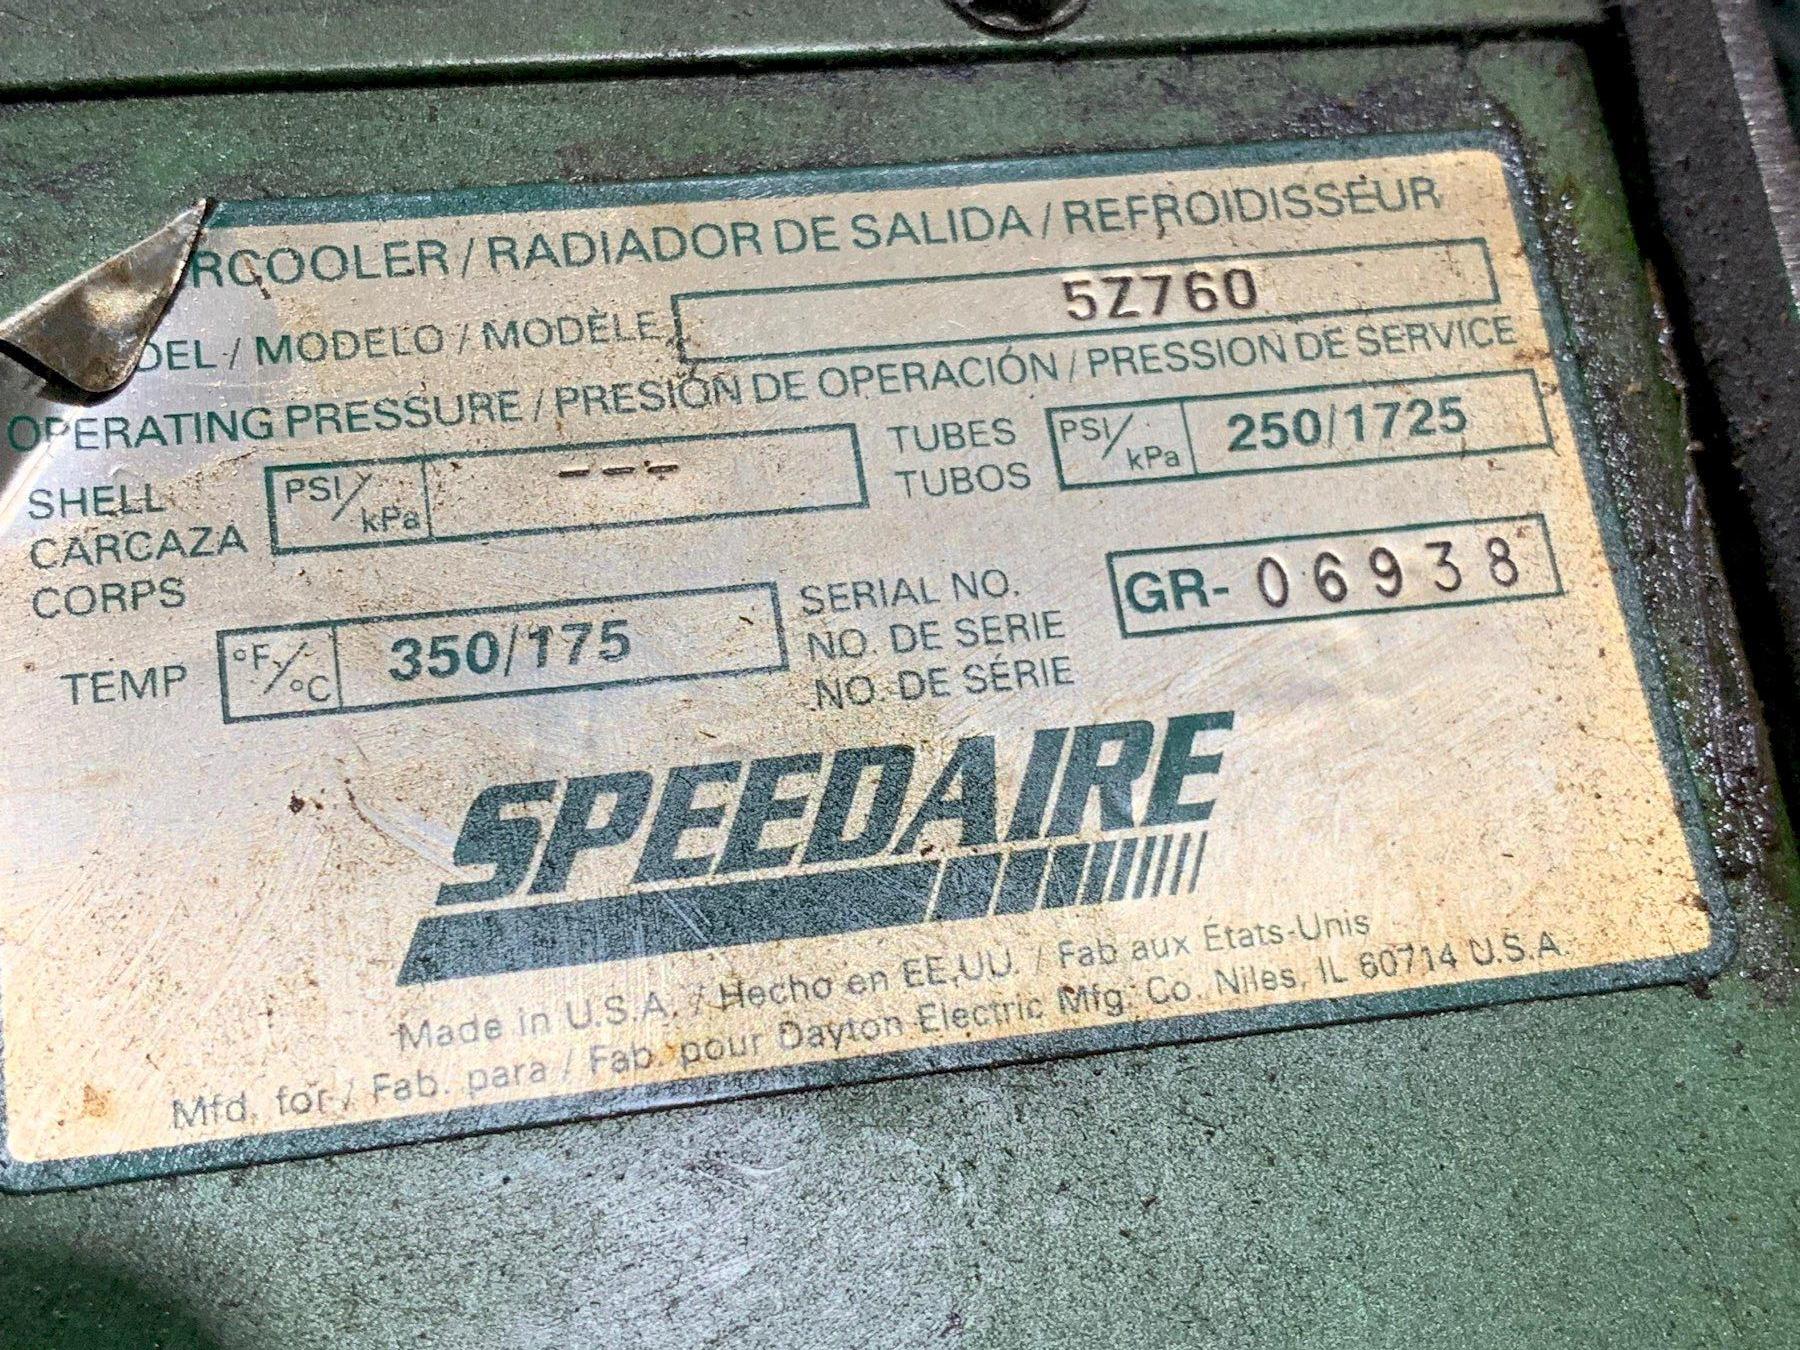 RCOOLER / RADIADOR DE SALIDA / REFROIDISSEUR
DEL / MODELO / MODÈLE 5Z760
OPERATING PRESSURE / PRESIÓN DE OPERACIÓN / PRESSION DE SERVICE
SHELL PSI/kPa --- TUBES PSI/kPa 250/1725
CARCAZA TUBOS
CORPS
TEMP °F/°C 350/175 SERIAL NO. GR- 06938
NO. DE SERIE
NO. DE SÉRIE
SPEEDAIRE
Made in U.S.A. / Hecho en EE.UU. / Fab aux États-Unis
Mfd. for / Fab. para / Fab. pour Dayton Electric Mfg. Co. Niles, IL 60714 U.S.A.